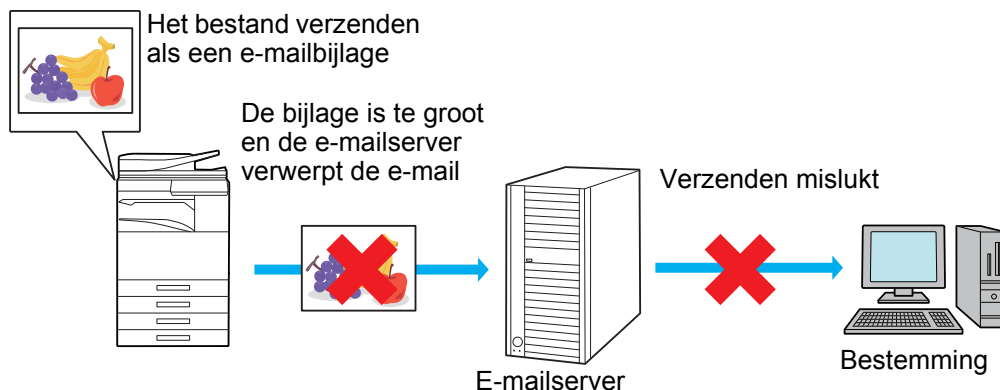 Het bestand verzenden
als een e-mailbijlage
De bijlage is te groot
en de e-mailserver
verwerpt de e-mail
Verzenden mislukt
E-mailserver
Bestemming